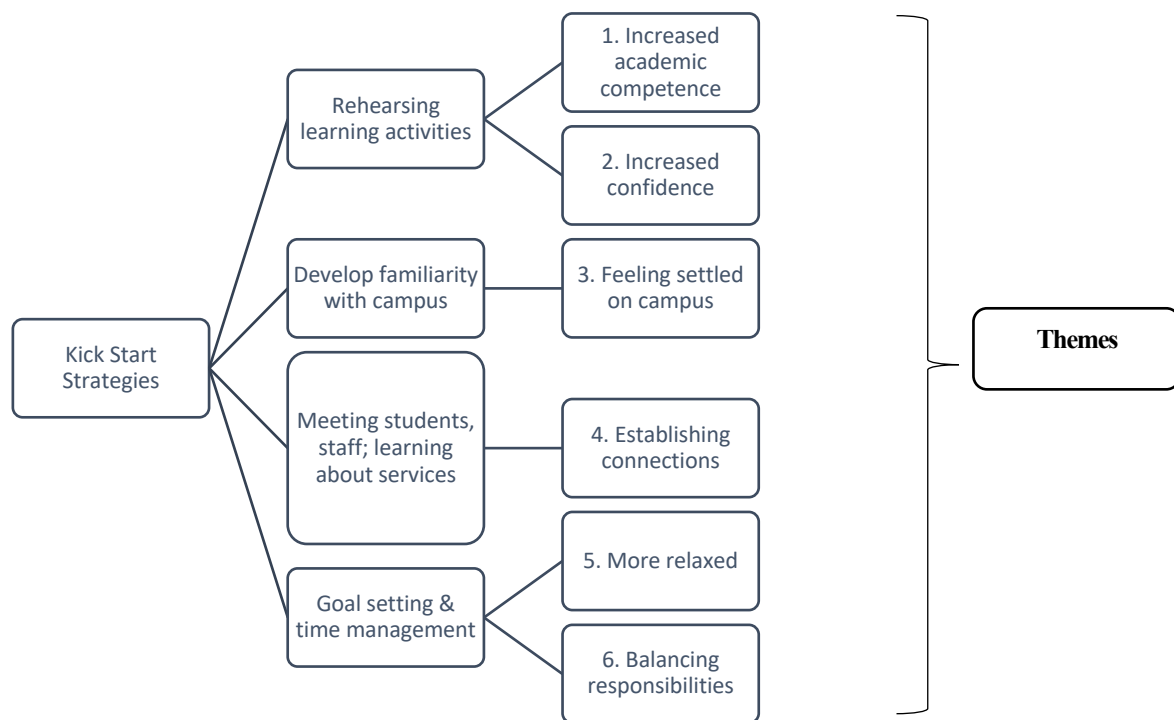 Kick Start
Strategies
Rehearsing
learning activities
1. Increased
academic
competence
2. Increased
confidence
Develop familiarity
with campus
3. Feeling settled
on campus
Meeting students,
staff; learning
about services
4. Establishing
connections
Goal setting &
time management
5. More relaxed
6. Balancing
responsibilities
Themes